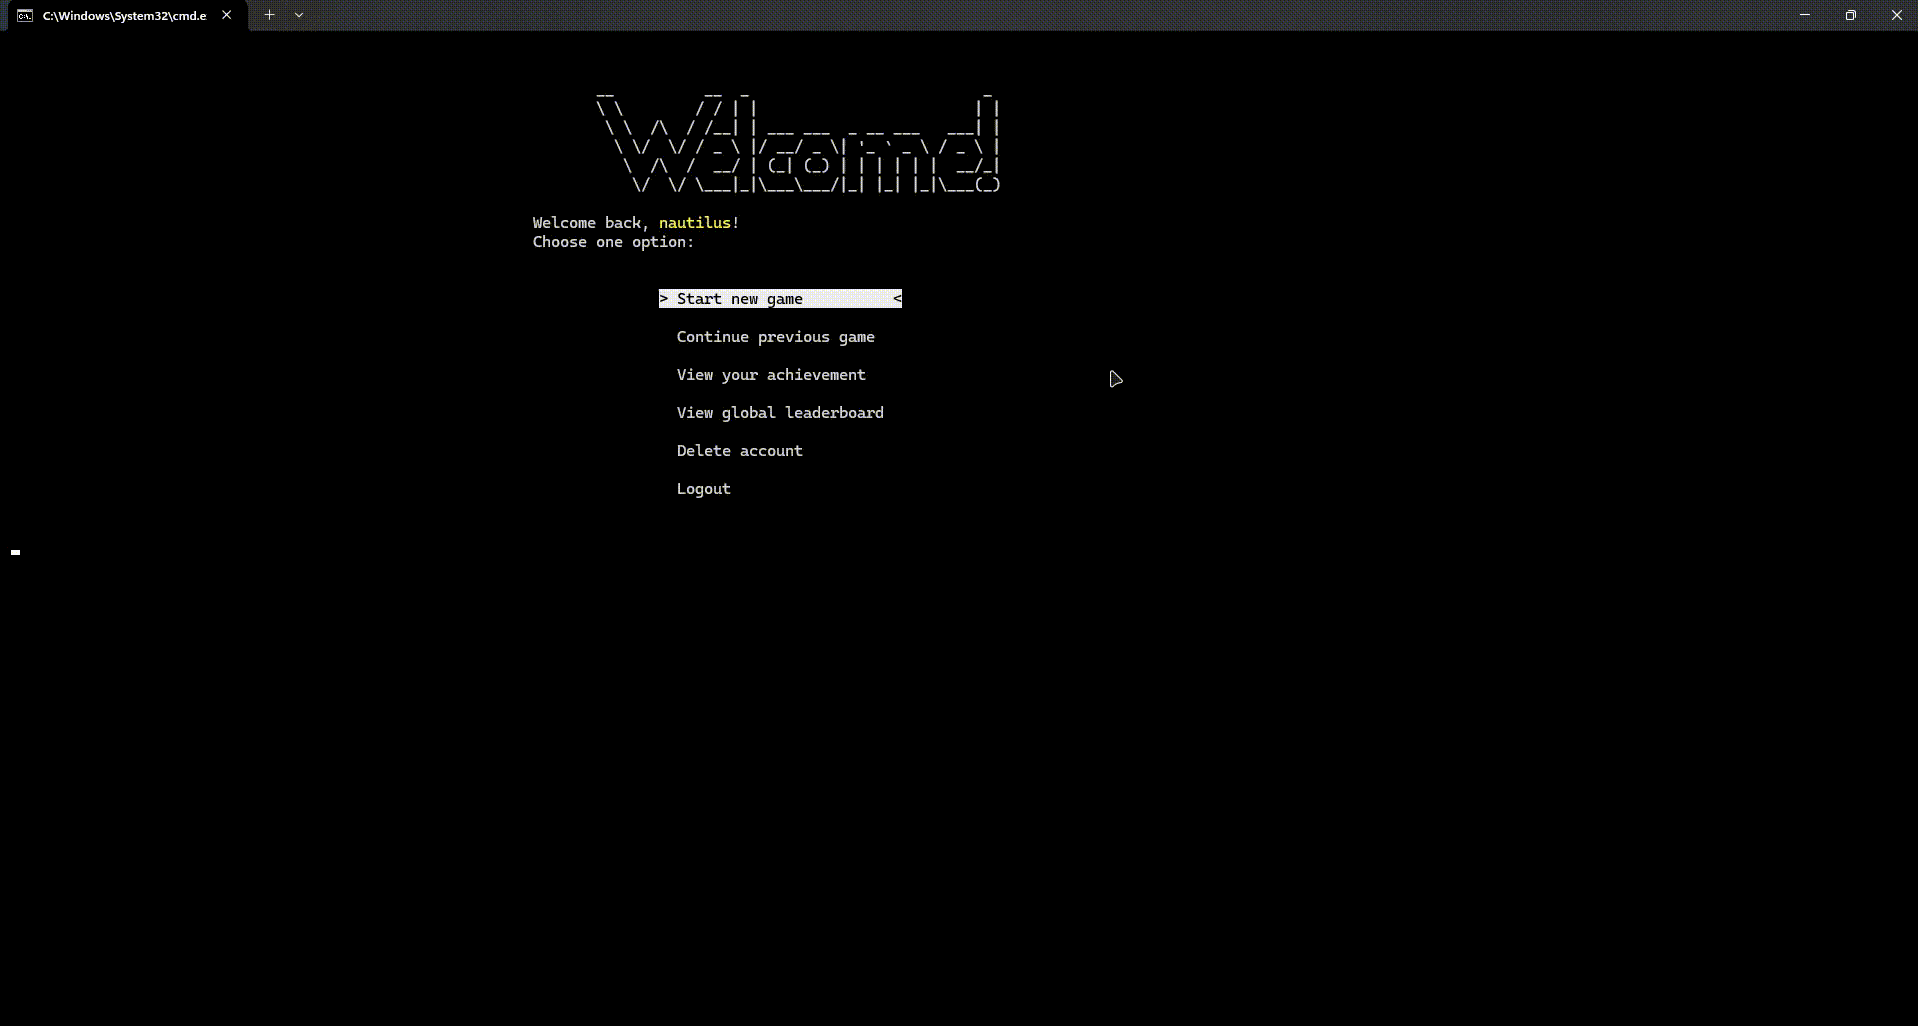 C:\Windows\System32\cmd.e
Welcome!
Welcome back, nautilus!
Choose one option:
> Start new game <
Continue previous game
View your achievement
View global leaderboard
Delete account
Logout